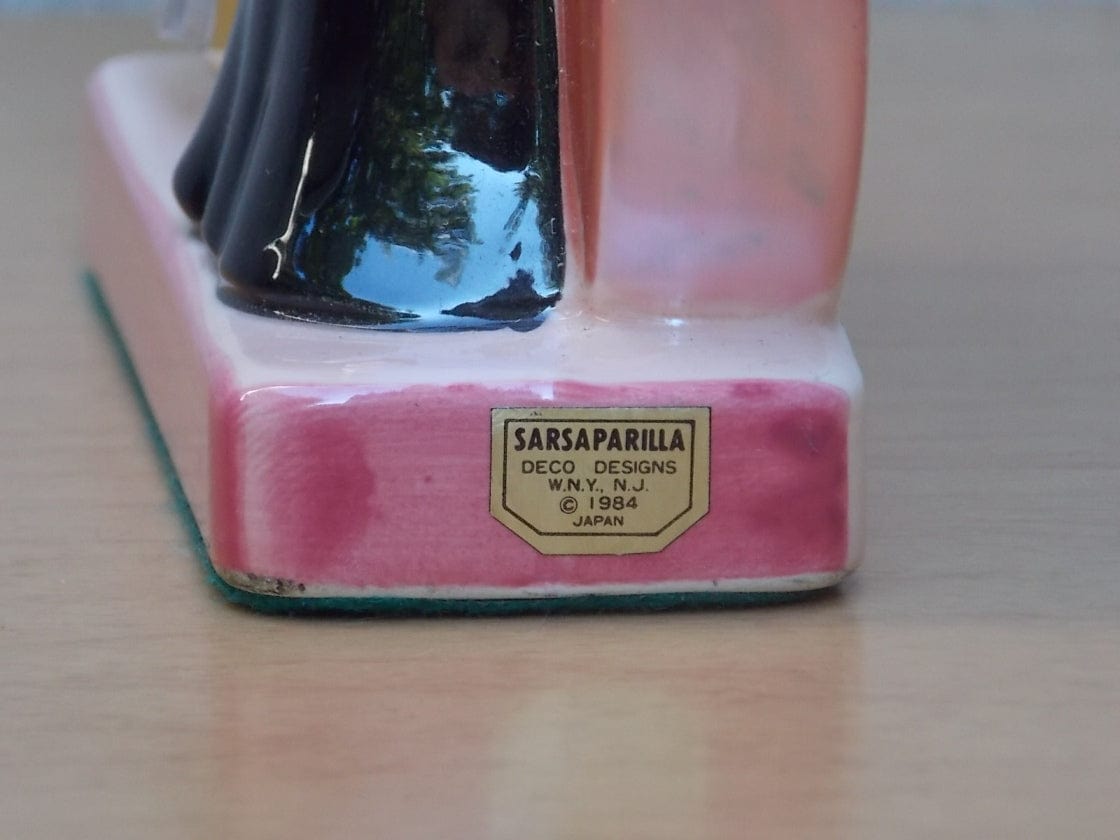 SARSAPARILLA
DECO DESIGNS
W.N.Y., N.J.
© 1984
JAPAN